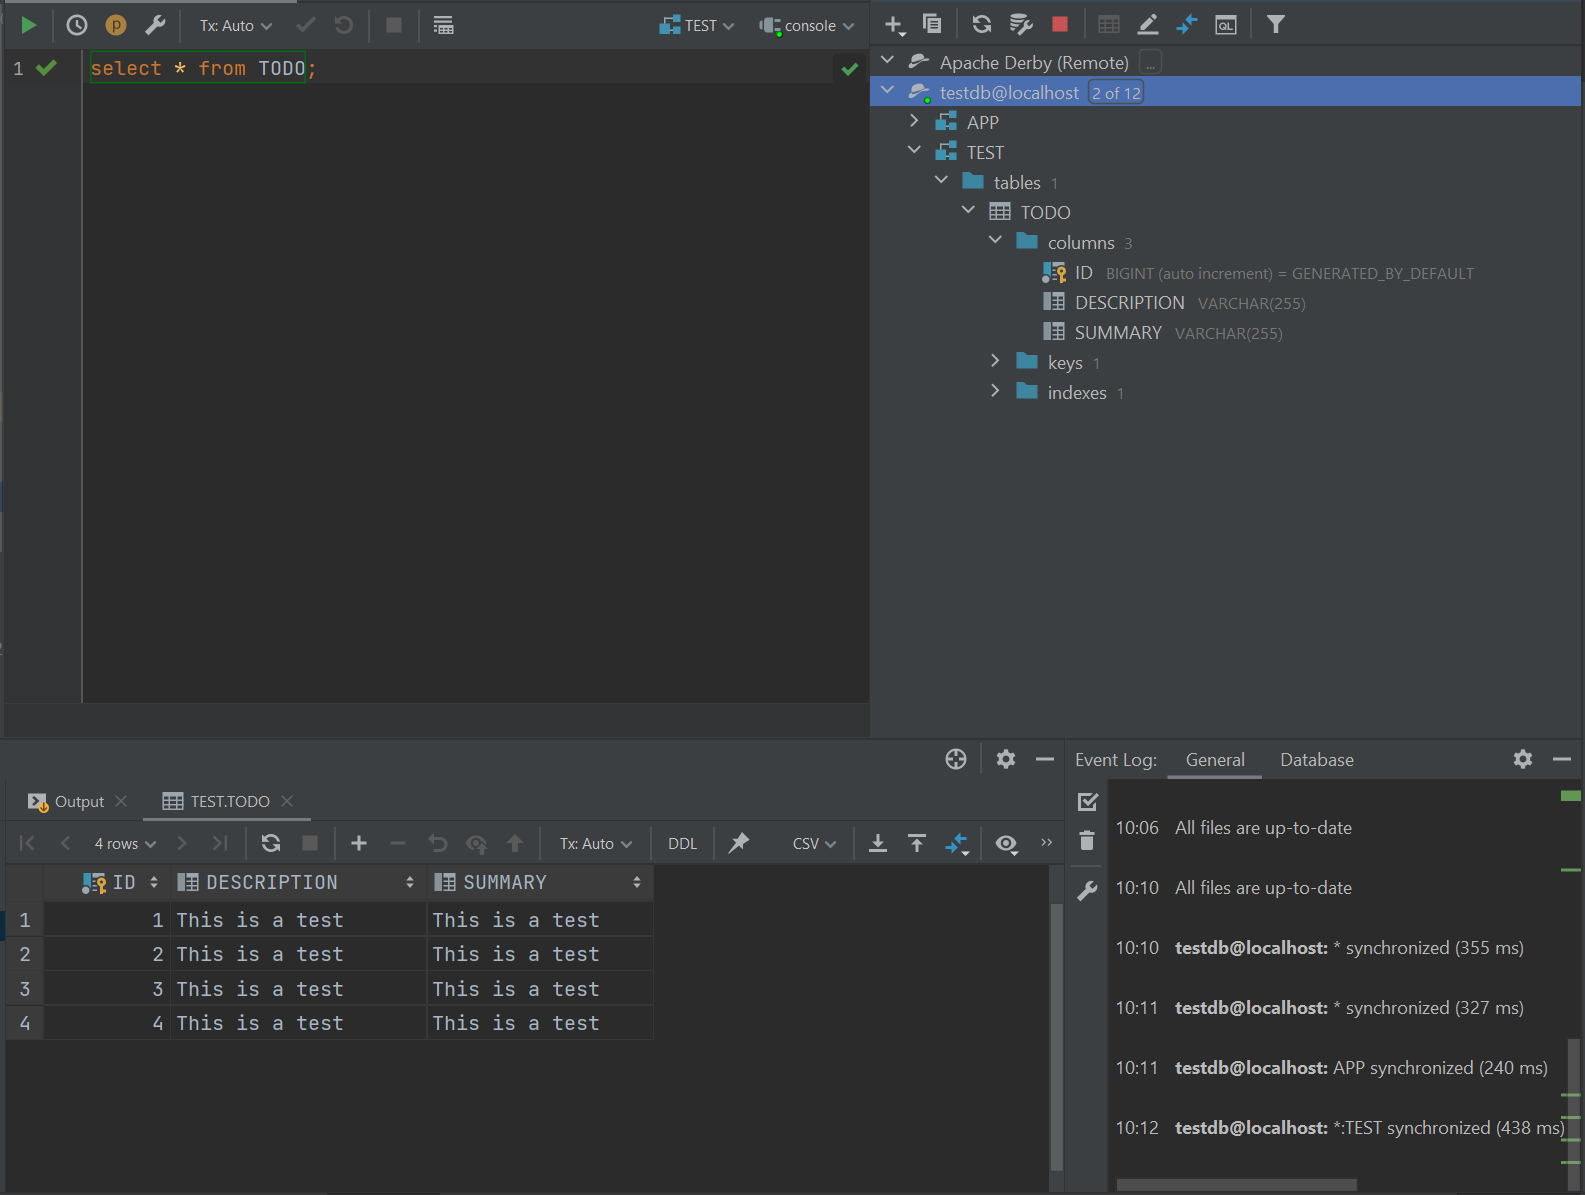 Tx: Auto
TEST
console
1 select * from TODO;
Apache Derby (Remote) ...
testdb@localhost 2 of 12
APP
TEST
tables 1
TODO
columns 3
ID BIGINT (auto increment) = GENERATED_BY_DEFAULT
DESCRIPTION VARCHAR(255)
SUMMARY VARCHAR(255)
keys 1
indexes 1
Output
TEST.TODO
4 rows
Tx: Auto
DDL
CSV
ID DESCRIPTION SUMMARY
1 1 This is a test This is a test
2 2 This is a test This is a test
3 3 This is a test This is a test
4 4 This is a test This is a test
Event Log: General Database
10:06 All files are up-to-date
10:10 All files are up-to-date
10:10 testdb@localhost: * synchronized (355 ms)
10:11 testdb@localhost: * synchronized (327 ms)
10:11 testdb@localhost: APP synchronized (240 ms)
10:12 testdb@localhost: *:TEST synchronized (438 ms)